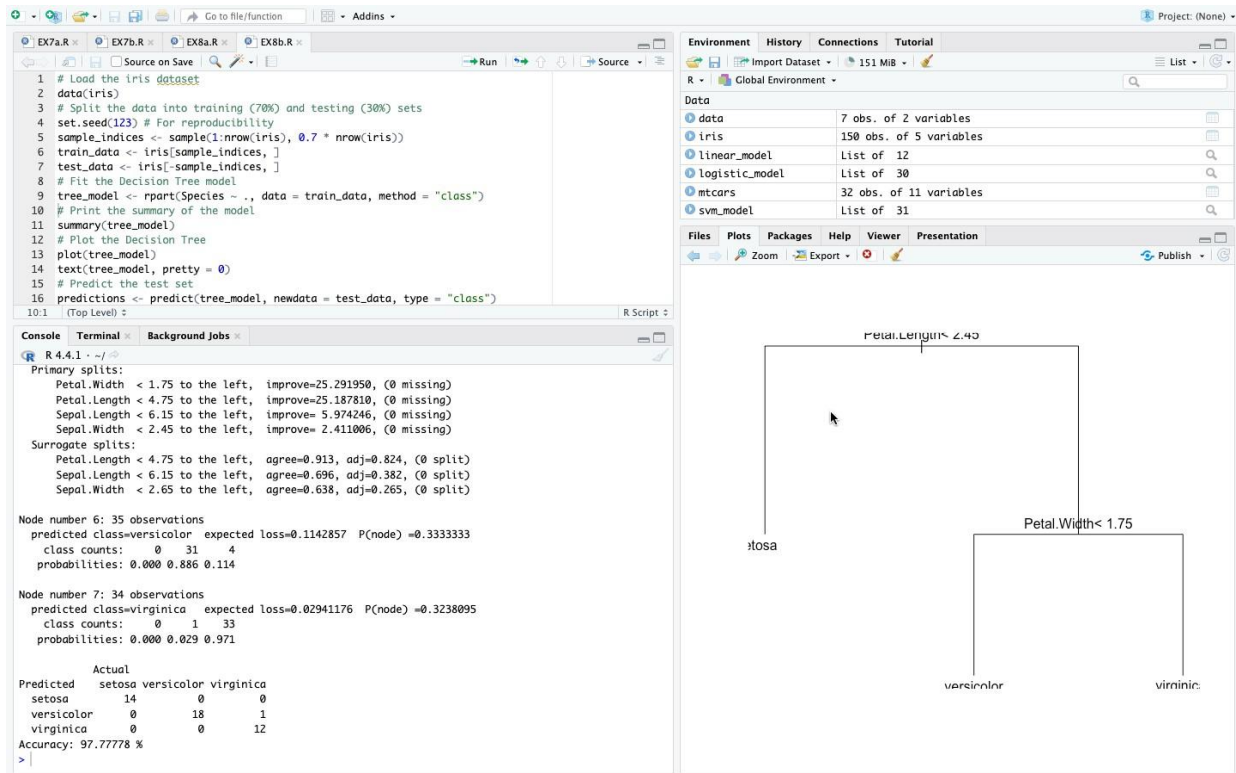 Go to file/function
Addins
Project: (None)
EX7a.R
EX7b.R
EX8a.R
EX8b.R
Source on Save
Run
Source
1 # Load the iris dataset
2 data(iris)
3 # Split the data into training (70%) and testing (30%) sets
4 set.seed(123) # For reproducibility
5 sample_indices <- sample(1:nrow(iris), 0.7 * nrow(iris))
6 train_data <- iris[sample_indices, ]
7 test_data <- iris[-sample_indices, ]
8 # Fit the Decision Tree model
9 tree_model <- rpart(Species ~ ., data = train_data, method = "class")
10 # Print the summary of the model
11 summary(tree_model)
12 # Plot the Decision Tree
13 plot(tree_model)
14 text(tree_model, pretty = 0)
15 # Predict the test set
16 predictions <- predict(tree_model, newdata = test_data, type = "class")
10:1 (Top Level) R Script
Console Terminal Background Jobs
R 4.4.1 · ~/
Primary splits:
Petal.Width < 1.75 to the left, improve=25.291950, (0 missing)
Petal.Length < 4.75 to the left, improve=25.187810, (0 missing)
Sepal.Length < 6.15 to the left, improve= 5.974246, (0 missing)
Sepal.Width < 2.45 to the left, improve= 2.411006, (0 missing)
Surrogate splits:
Petal.Length < 4.75 to the left, agree=0.913, adj=0.824, (0 split)
Sepal.Length < 6.15 to the left, agree=0.696, adj=0.382, (0 split)
Sepal.Width < 2.65 to the left, agree=0.638, adj=0.265, (0 split)
Node number 6: 35 observations
predicted class=versicolor expected loss=0.1142857 P(node) =0.3333333
class counts: 0 31 4
probabilities: 0.000 0.886 0.114
Node number 7: 34 observations
predicted class=virginica expected loss=0.02941176 P(node) =0.3238095
class counts: 0 1 33
probabilities: 0.000 0.029 0.971
Actual
Predicted setosa versicolor virginica
setosa 14 0 0
versicolor 0 18 1
virginica 0 0 12
Accuracy: 97.77778 %
>
Environment History Connections Tutorial
Import Dataset 151 MiB List
R Global Environment
Data
data 7 obs. of 2 variables
iris 150 obs. of 5 variables
linear_model List of 12
logistic_model List of 30
mtcars 32 obs. of 11 variables
svm_model List of 31
Files Plots Packages Help Viewer Presentation
Zoom Export Publish
Petal.Length< 2.45
Petal.Width< 1.75
etosa
versicolor
virginic